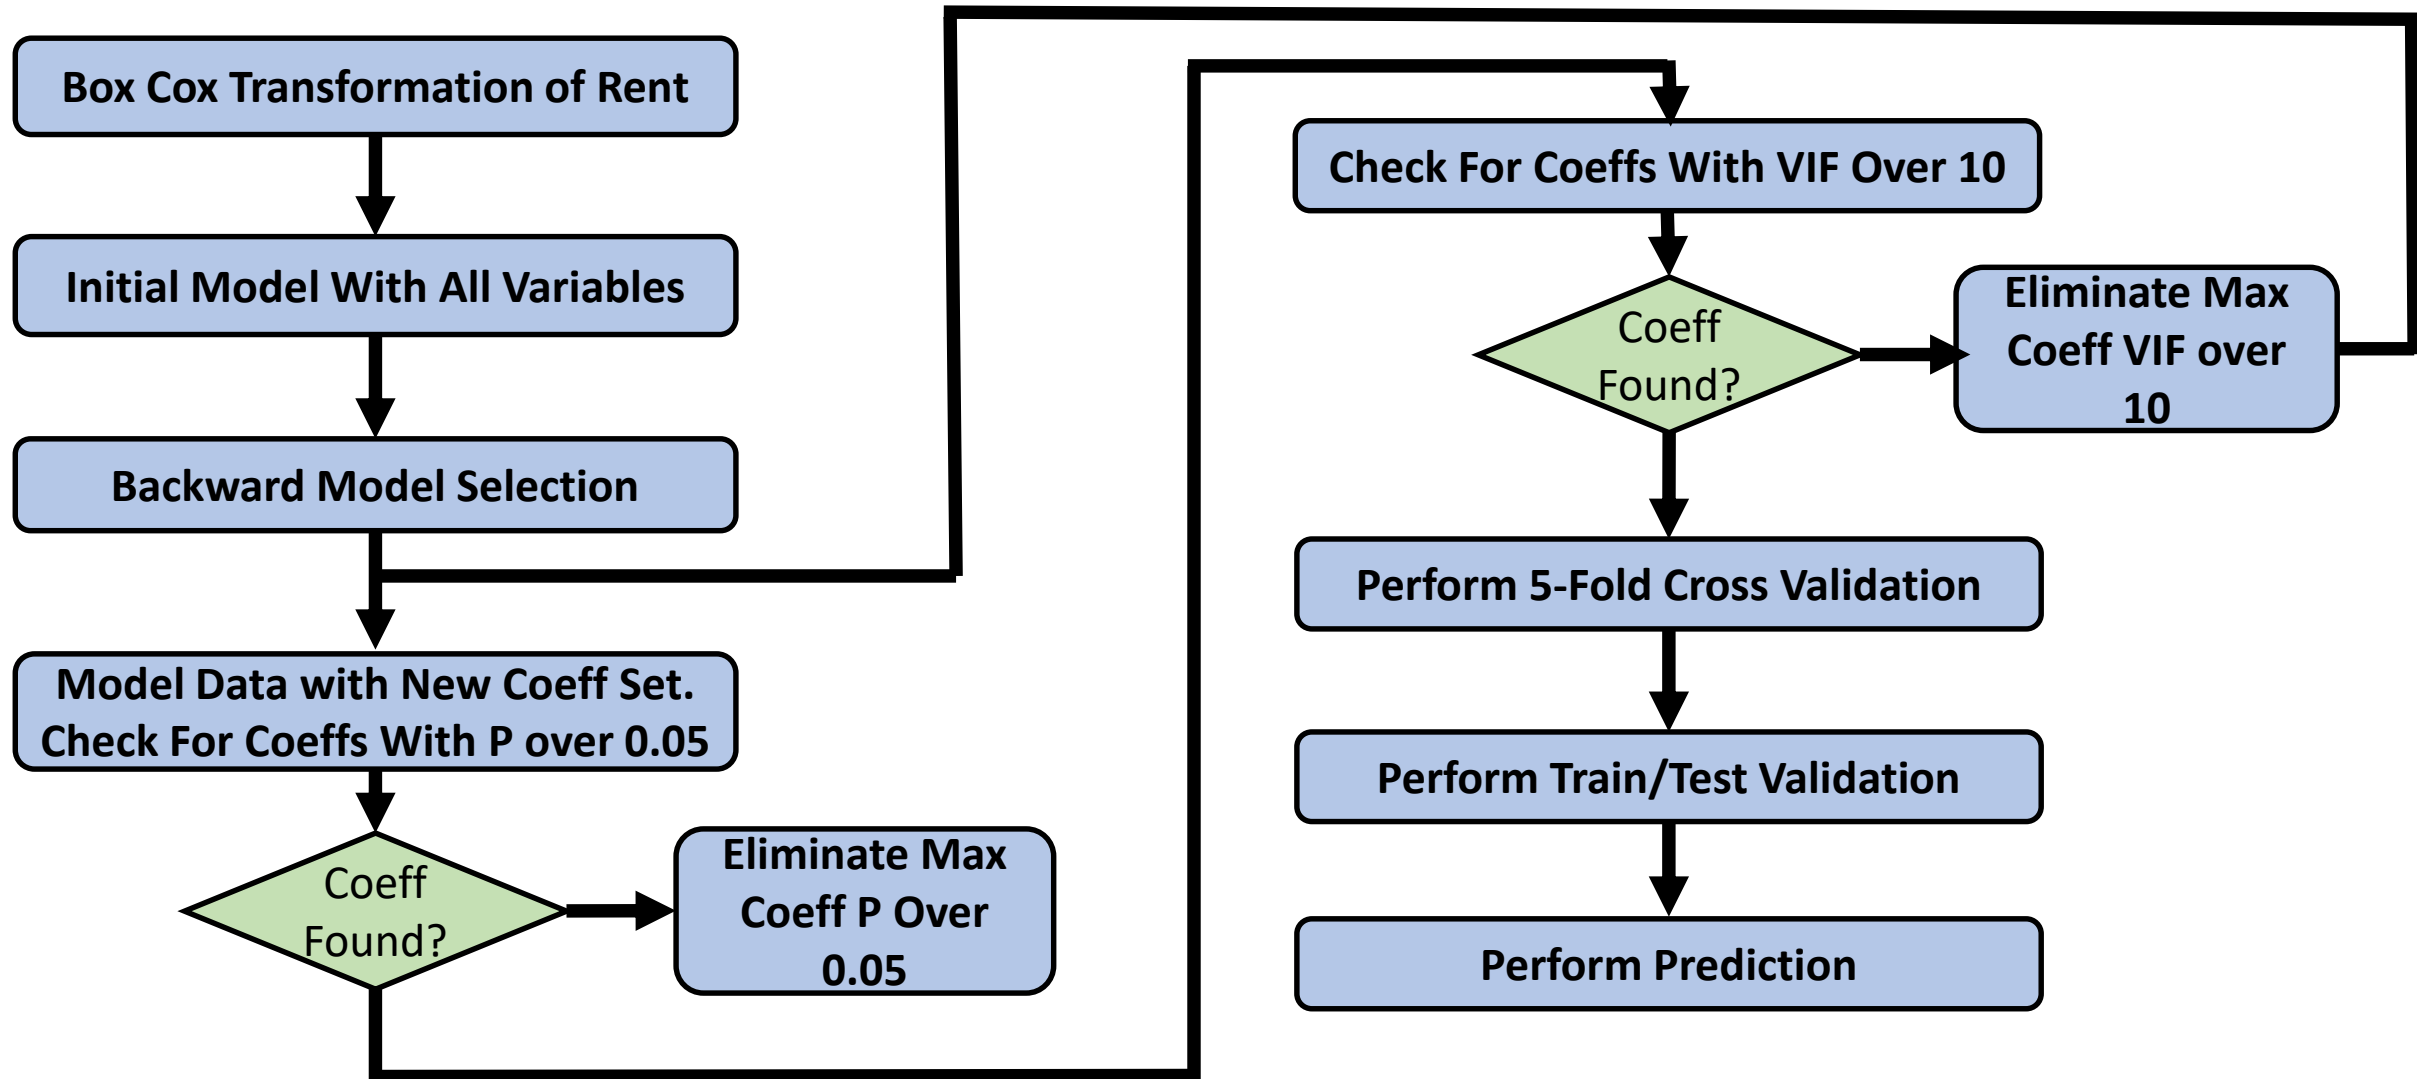 Box Cox Transformation of Rent
Initial Model With All Variables
Backward Model Selection
Model Data with New Coeff Set.
Check For Coeffs With P over 0.05
Coeff
Found?
Eliminate Max
Coeff P Over
0.05
Check For Coeffs With VIF Over 10
Coeff
Found?
Eliminate Max
Coeff VIF over
10
Perform 5-Fold Cross Validation
Perform Train/Test Validation
Perform Prediction